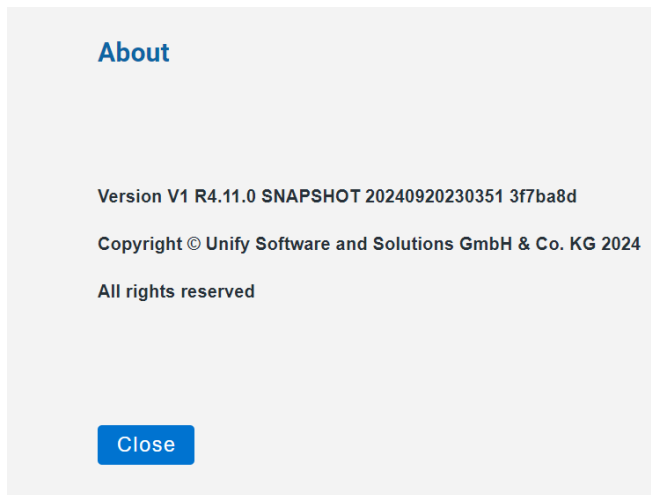 About
Version V1 R4.11.0 SNAPSHOT 20240920230351 3f7ba8d
Copyright © Unify Software and Solutions GmbH & Co. KG 2024
All rights reserved
Close